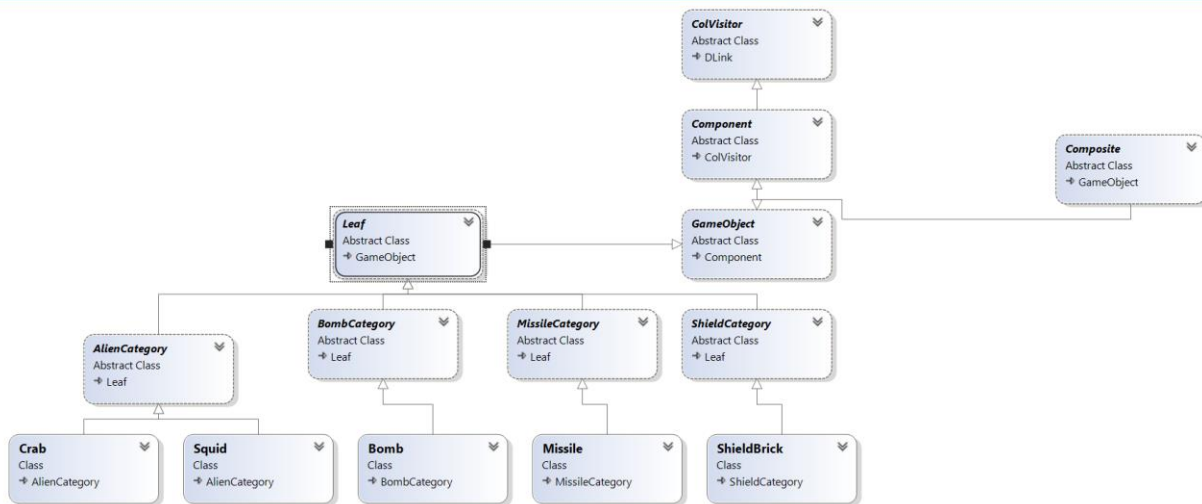 ColVisitor
Abstract Class
DLink
Component
Abstract Class
ColVisitor
Composite
Abstract Class
GameObject
Leaf
Abstract Class
GameObject
GameObject
Abstract Class
Component
AlienCategory
Abstract Class
Leaf
BombCategory
Abstract Class
Leaf
MissileCategory
Abstract Class
Leaf
ShieldCategory
Abstract Class
Leaf
Crab
Class
AlienCategory
Squid
Class
AlienCategory
Bomb
Class
BombCategory
Missile
Class
MissileCategory
ShieldBrick
Class
ShieldCategory